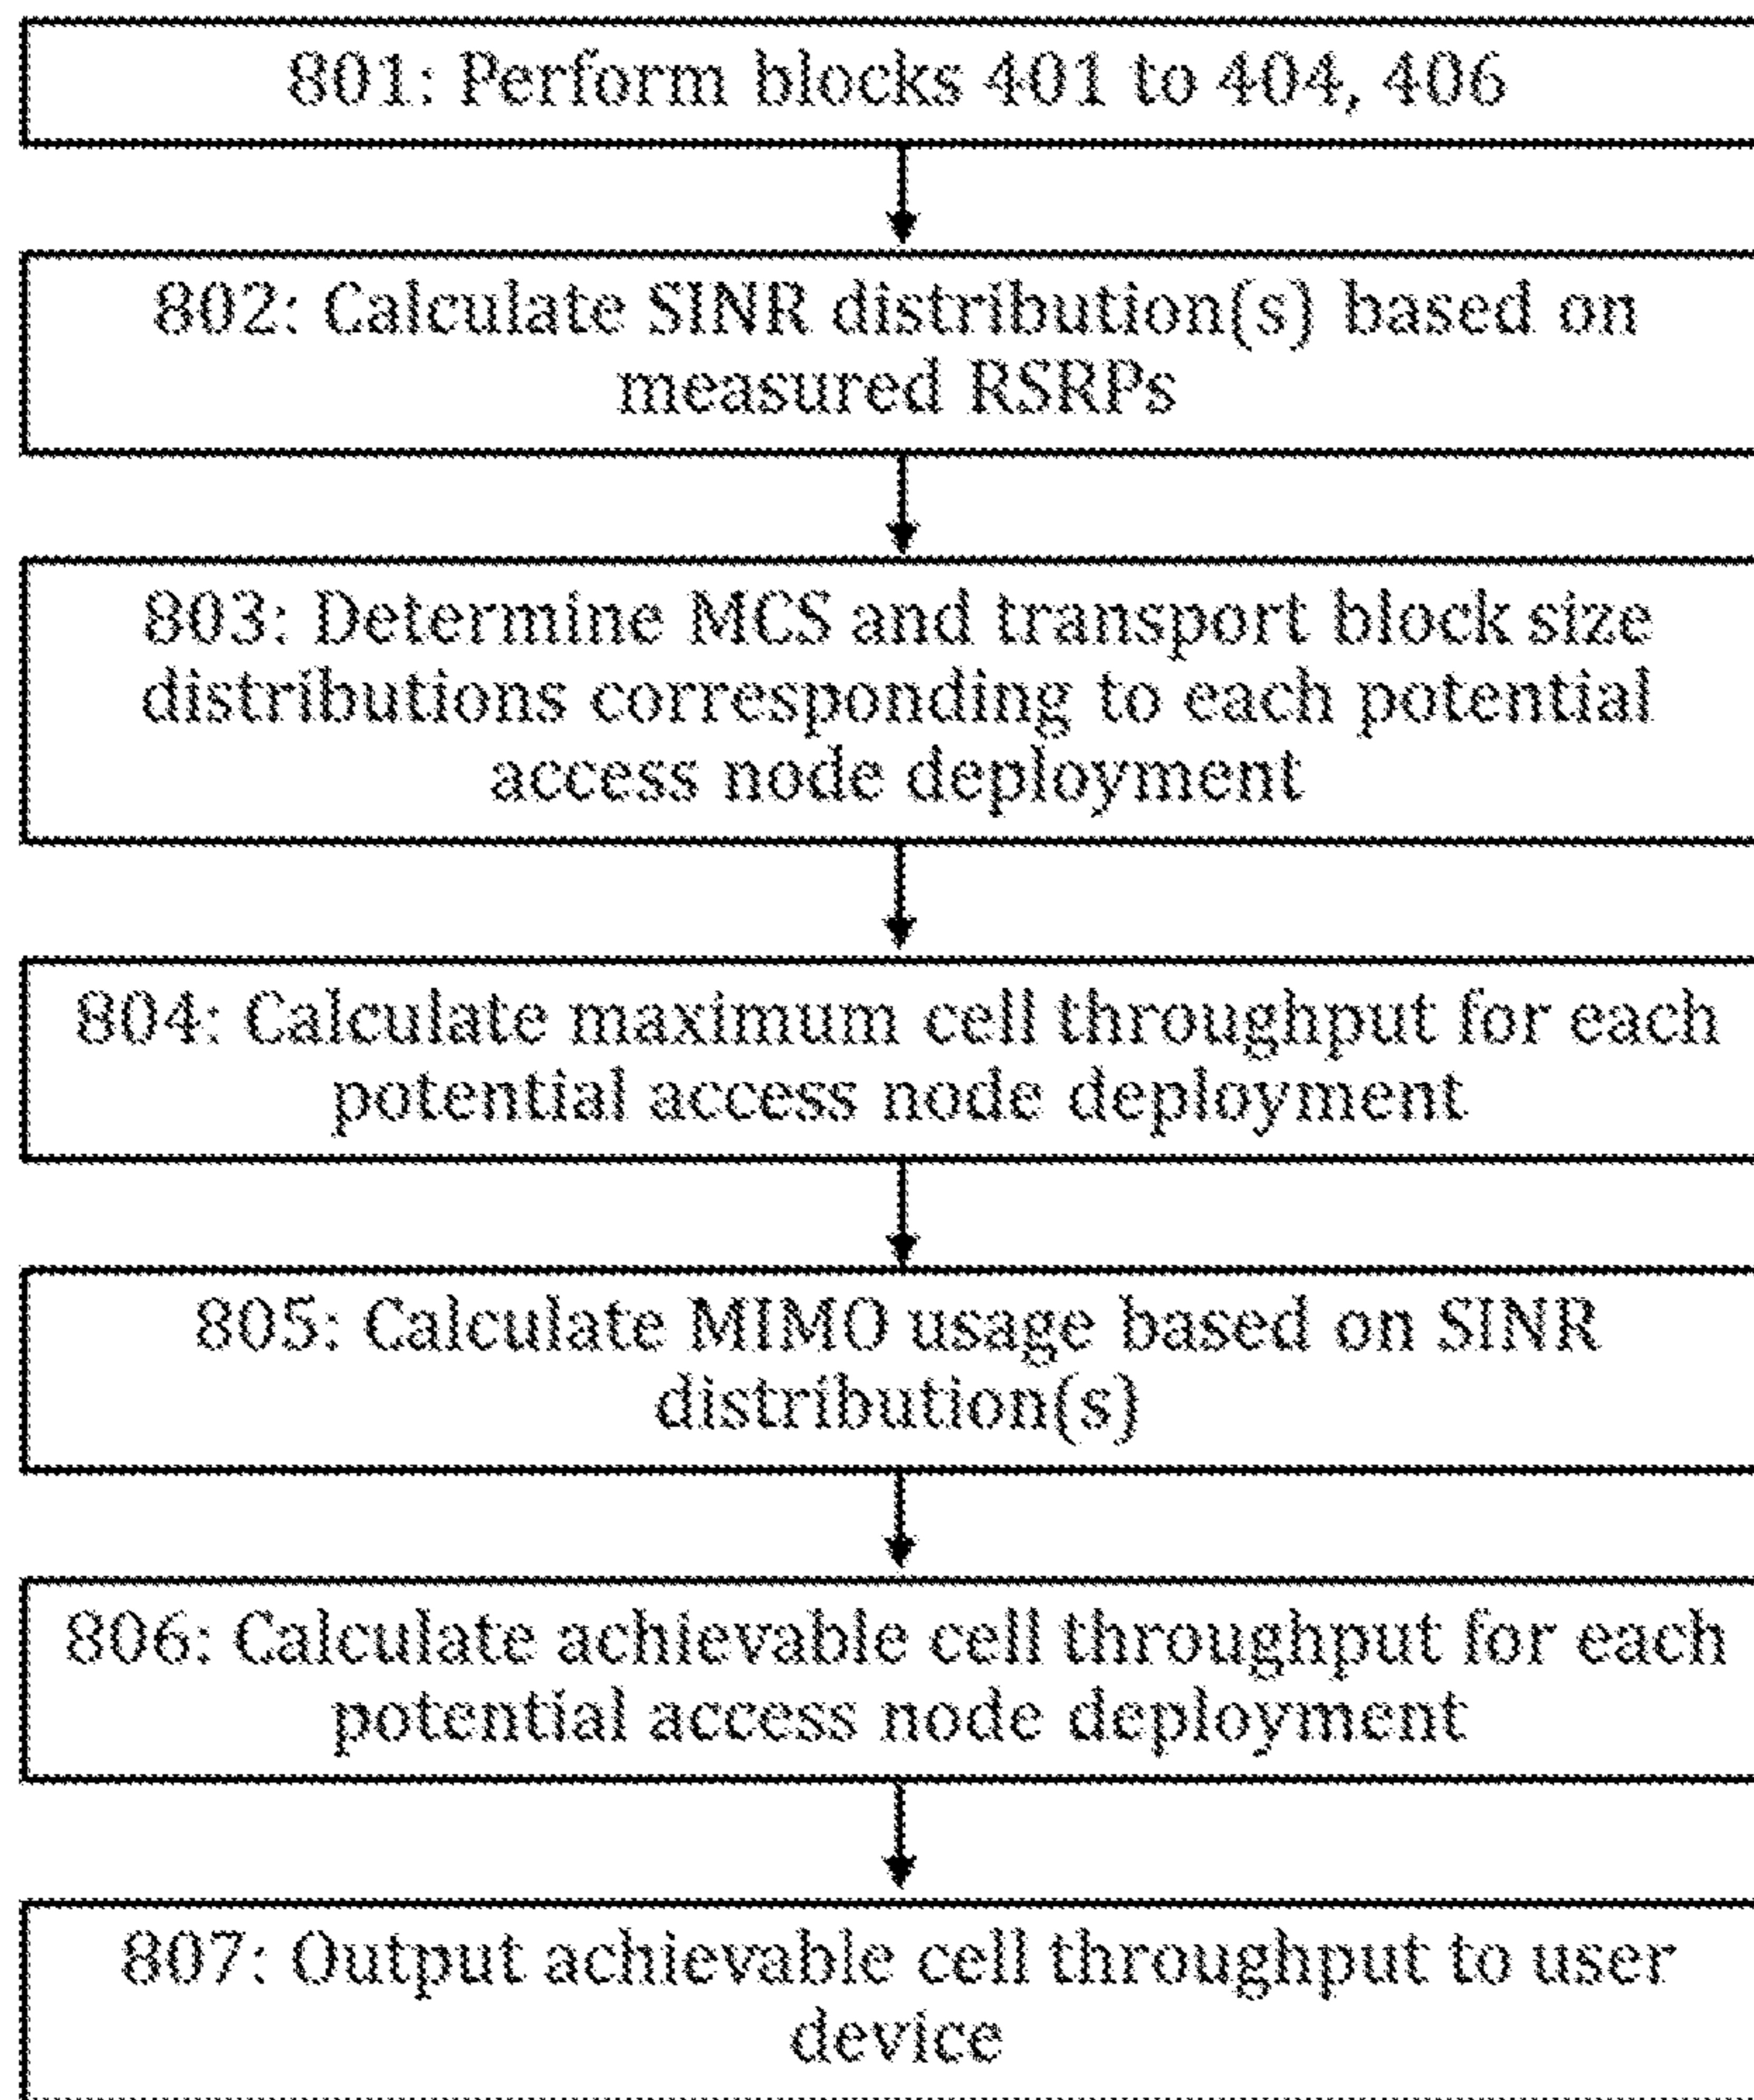 801: Perform blocks 401 to 404, 406
802: Calculate SINR distribution(s) based on
measured RSRPs
803: Determine MCS and transport block size
distributions corresponding to each potential
access node deployment
804: Calculate maximum cell throughput for each
potential access node deployment
805: Calculate MIMO usage based on SINR
distribution(s)
806: Calculate achievable cell throughput for each
potential access node deployment
807: Output achievable cell throughput to user
device